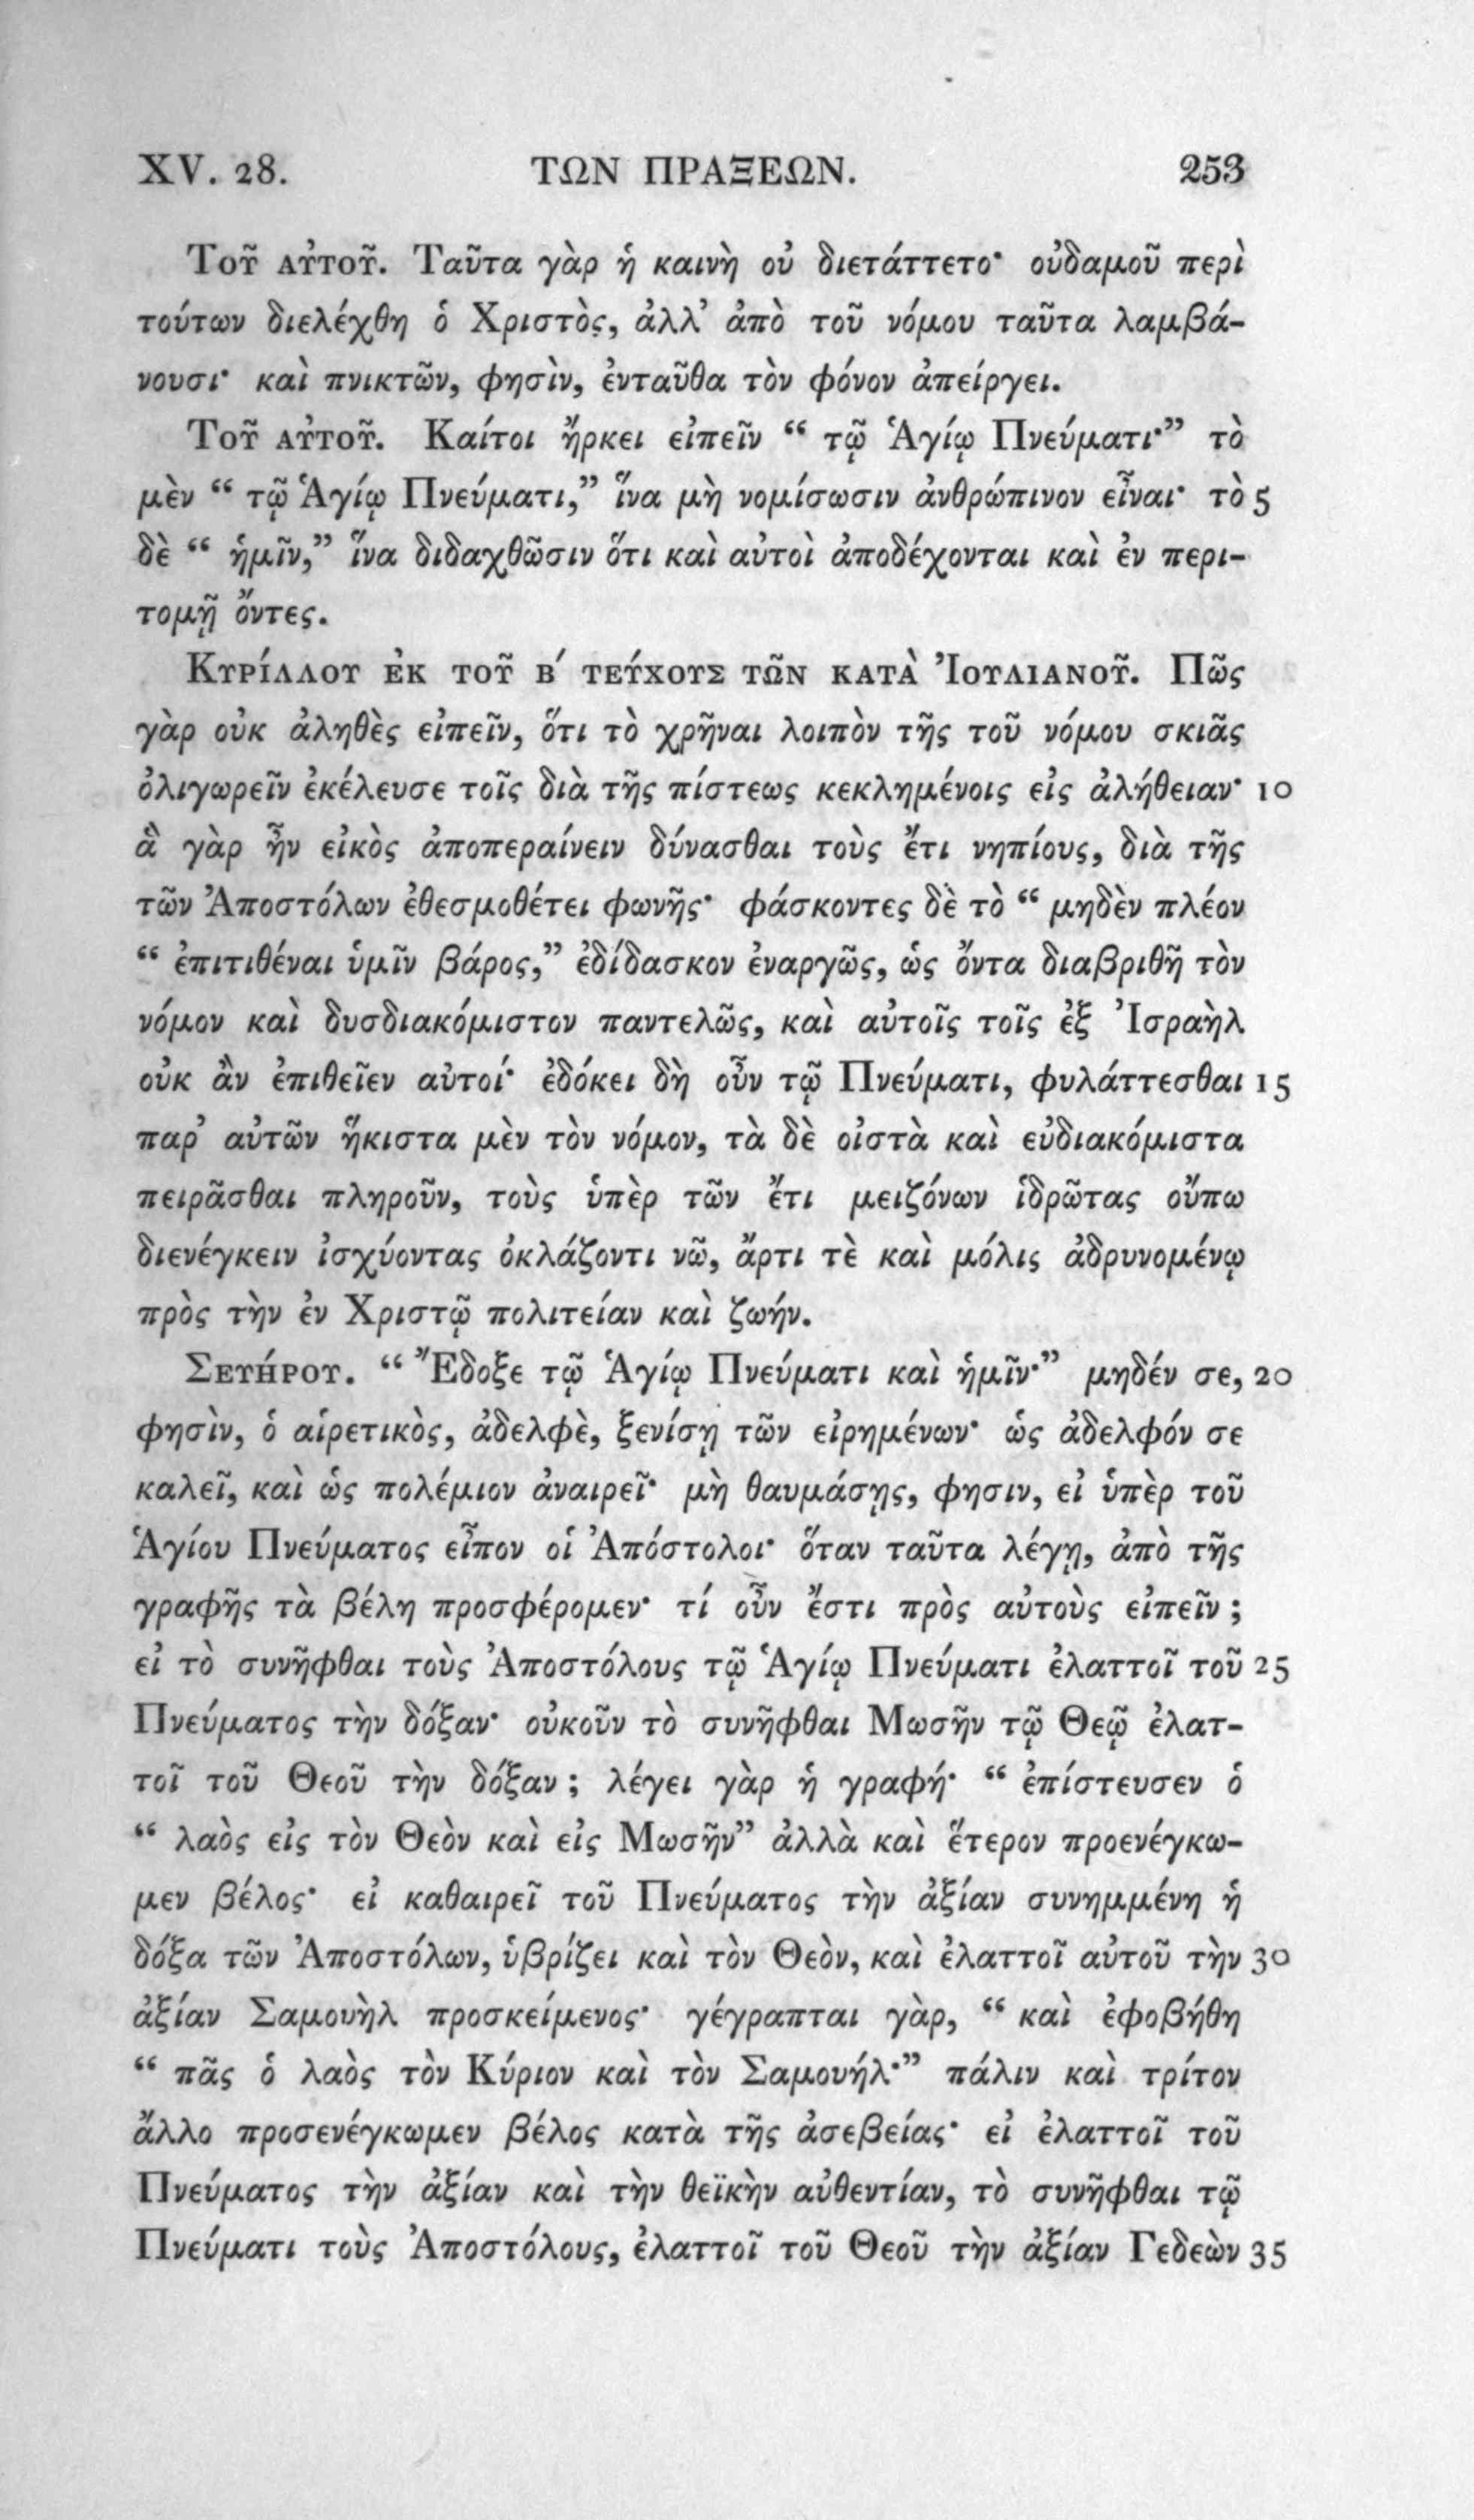 XV. 28. ΤΩΝ ΠΡΑΞΕΩΝ. 253
Τοῦ αὐτοῦ. Ταῦτα γὰρ ἡ καινὴ οὐ διετάττετο· οὐδαμοῦ περὶ
τούτων διελέχθη ὁ Χριστὸς, ἀλλ’ ἀπὸ τοῦ νόμου ταῦτα λαμβά-
νουσι· καὶ πνικτῶν, φησὶν, ἐνταῦθα τὸν φόνον ἀπείργει.
Τοῦ αὐτοῦ. Καίτοι ἤρκει εἰπεῖν “ τῷ Ἁγίῳ Πνεύματι·” τὸ
μὲν “ τῷ Ἁγίῳ Πνεύματι,” ἵνα μὴ νομίσωσιν ἀνθρώπινον εἶναι· τὸ 5
δὲ “ ἡμῖν,” ἵνα διδαχθῶσιν ὅτι καὶ αὐτοὶ ἀποδέχονται καὶ ἐν περι-
τομῇ ὄντες.
Κυρίλλου ἐκ τοῦ β´ τεύχους τῶν κατὰ Ἰουλιανοῦ. Πῶς
γὰρ οὐκ ἀληθὲς εἰπεῖν, ὅτι τὸ χρῆναι λοιπὸν τῆς τοῦ νόμου σκιᾶς
ὀλιγωρεῖν ἐκέλευσε τοῖς διὰ τῆς πίστεως κεκλημένοις εἰς ἀλήθειαν· 10
ἃ γὰρ ἦν εἰκὸς ἀποπεραίνειν δύνασθαι τοὺς ἔτι νηπίους, διὰ τῆς
τῶν Ἀποστόλων ἐθεσμοθέτει φωνῆς· φάσκοντες δὲ τὸ “ μηδὲν πλέον
“ ἐπιτιθέναι ὑμῖν βάρος,” ἐδίδασκον ἐναργῶς, ὡς ὄντα διαβριθῆ τὸν
νόμον καὶ δυσδιακόμιστον παντελῶς, καὶ αὐτοῖς τοῖς ἐξ Ἰσραὴλ
οὐκ ἂν ἐπιθεῖεν αὐτοί· ἐδόκει δὴ οὖν τῷ Πνεύματι, φυλάττεσθαι 15
παρ’ αὐτῶν ἥκιστα μὲν τὸν νόμον, τὰ δὲ οἰστὰ καὶ εὐδιακόμιστα
πειρᾶσθαι πληροῦν, τοὺς ὑπὲρ τῶν ἔτι μειζόνων ἱδρῶτας οὔπω
διενέγκειν ἰσχύοντας ὀκλάζοντι νῶ, ἄρτι τὲ καὶ μόλις ἁδρυνομένῳ
πρὸς τὴν ἐν Χριστῷ πολιτείαν καὶ ζωήν.
Σευήρου. “ Ἔδοξε τῷ Ἁγίῳ Πνεύματι καὶ ἡμῖν·” μηδέν σε, 20
φησὶν, ὁ αἱρετικὸς, ἀδελφὲ, ξενίσῃ τῶν εἰρημένων· ὡς ἀδελφόν σε
καλεῖ, καὶ ὡς πολέμιον ἀναιρεῖ· μὴ θαυμάσῃς, φησιν, εἰ ὑπὲρ τοῦ
Ἁγίου Πνεύματος εἶπον οἱ Ἀπόστολοι· ὅταν ταῦτα λέγῃ, ἀπὸ τῆς
γραφῆς τὰ βέλη προσφέρομεν· τί οὖν ἔστι πρὸς αὐτοὺς εἰπεῖν ;
εἰ τὸ συνῆφθαι τοὺς Ἀποστόλους τῷ Ἁγίῳ Πνεύματι ἐλαττοῖ τοῦ 25
Πνεύματος τὴν δόξαν· οὐκοῦν τὸ συνῆφθαι Μωσῆν τῷ Θεῷ ἐλατ-
τοῖ τοῦ Θεοῦ τὴν δόξαν ; λέγει γὰρ ἡ γραφή· “ ἐπίστευσεν ὁ
“ λαὸς εἰς τὸν Θεὸν καὶ εἰς Μωσῆν” ἀλλὰ καὶ ἕτερον προενέγκω-
μεν βέλος· εἰ καθαιρεῖ τοῦ Πνεύματος τὴν ἀξίαν συνημμένη ἡ
δόξα τῶν Ἀποστόλων, ὑβρίζει καὶ τὸν Θεὸν, καὶ ἐλαττοῖ αὐτοῦ τὴν 30
ἀξίαν Σαμουὴλ προσκείμενος· γέγραπται γὰρ, “ καὶ ἐφοβήθη
“ πᾶς ὁ λαὸς τὸν Κύριον καὶ τὸν Σαμουήλ·” πάλιν καὶ τρίτον
ἄλλο προσενέγκωμεν βέλος κατὰ τῆς ἀσεβείας· εἰ ἐλαττοῖ τοῦ
Πνεύματος τὴν ἀξίαν καὶ τὴν θεϊκὴν αὐθεντίαν, τὸ συνῆφθαι τῷ
Πνεύματι τοὺς Ἀποστόλους, ἐλαττοῖ τοῦ Θεοῦ τὴν ἀξίαν Γεδεὼν 35